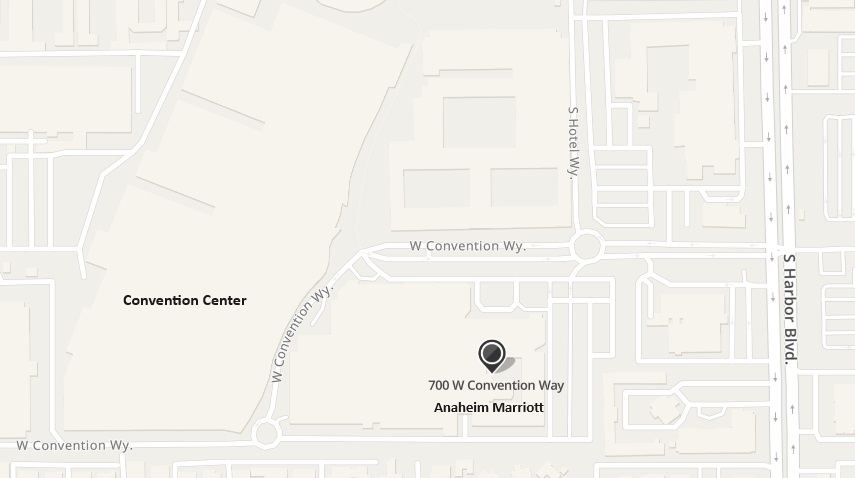 S Hotel Wy.
W Convention Wy.
S Harbor Blvd.
Convention Center
W Convention Wy.
700 W Convention Way
Anaheim Marriott
W Convention Wy.